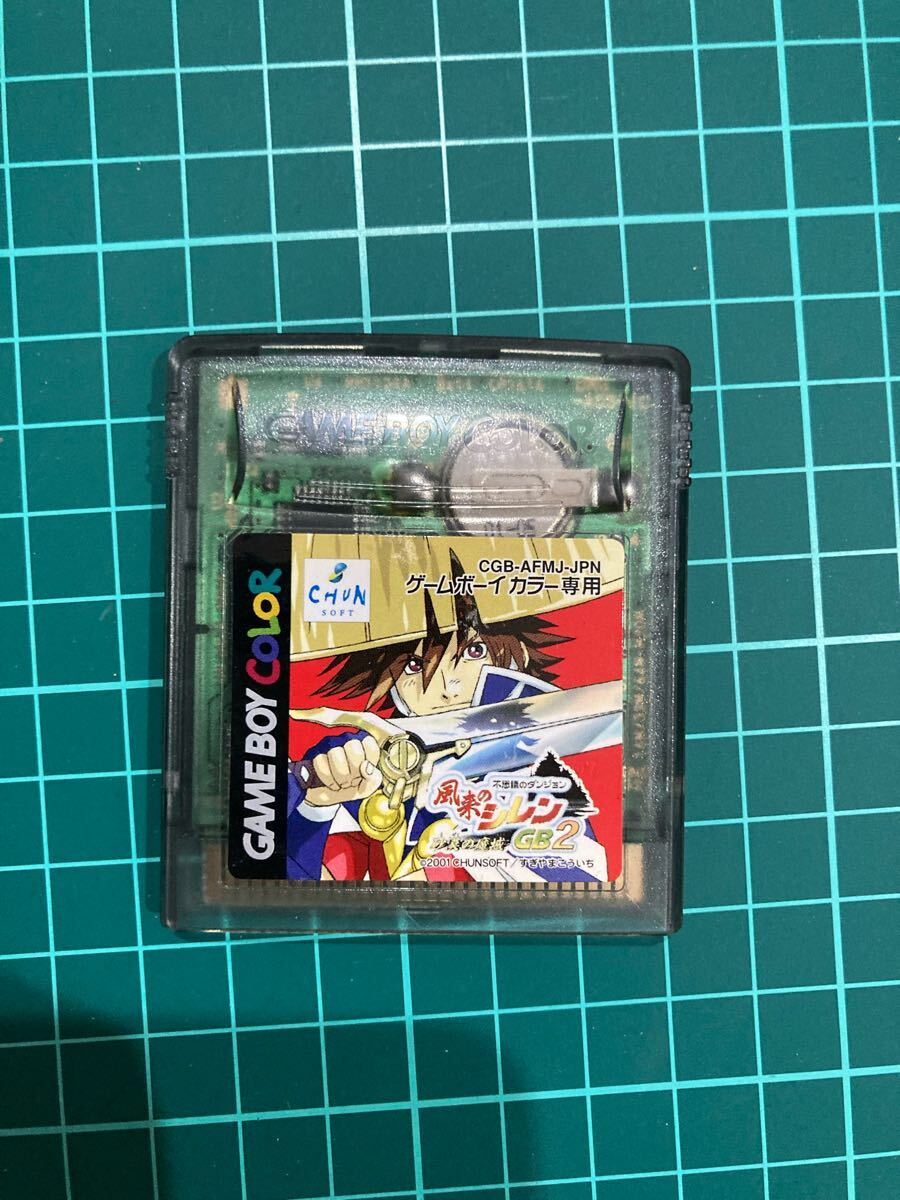 GAME BOY COLOR
GAME BOY COLOR
CHUN
SOFT
CGB-AFMJ-JPN
ゲームボーイ カラー専用
不思議のダンジョン
風来の
シレン
GB2
砂漠の魔城
©2001 CHUNSOFT/すぎやまこういち